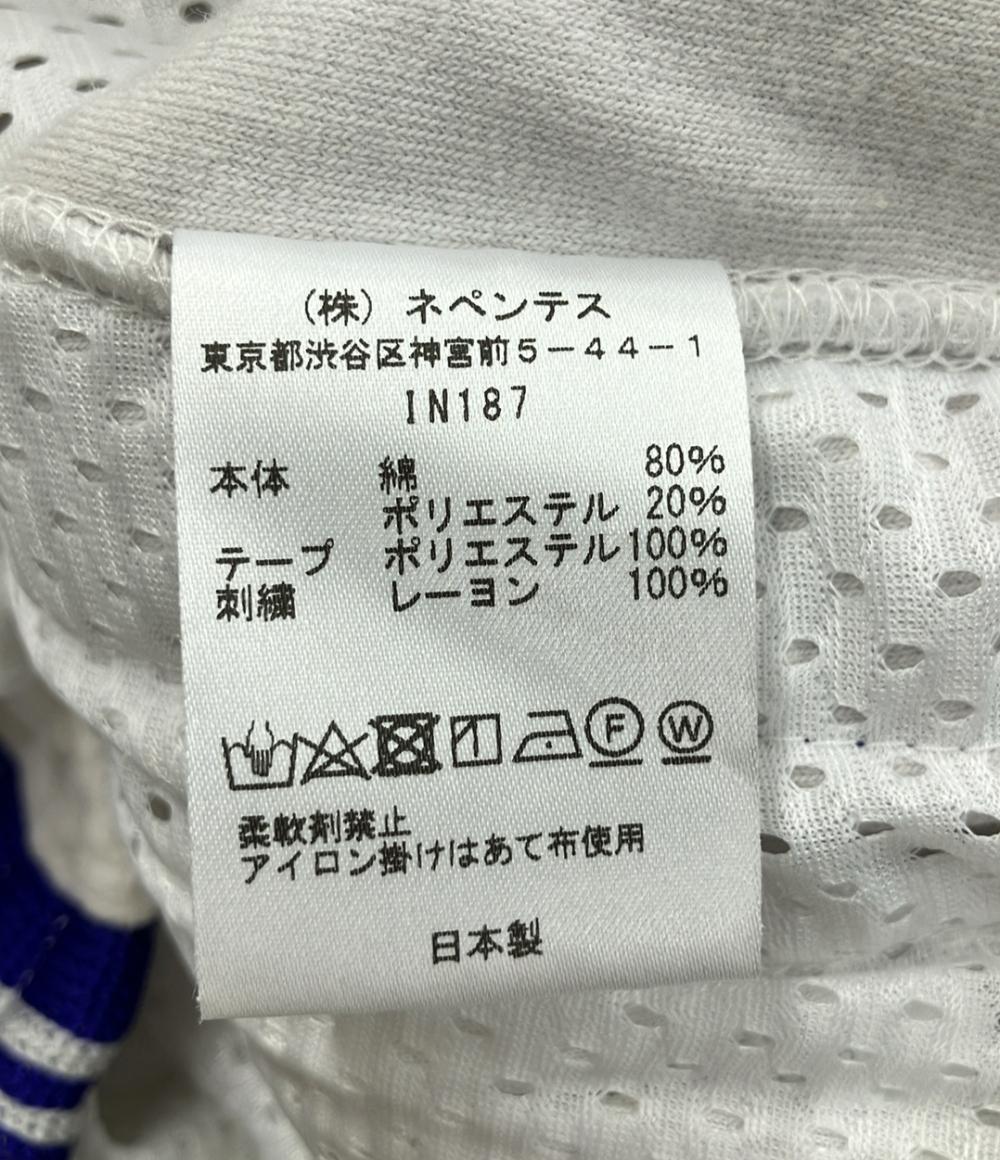 (株) ネペンテス
東京都渋谷区神宮前5-44-1
IN187
本体 綿 80%
ポリエステル 20%
テープ ポリエステル 100%
刺繍 レーヨン 100%
F W
柔軟剤禁止
アイロン掛けはあて布使用
日本製